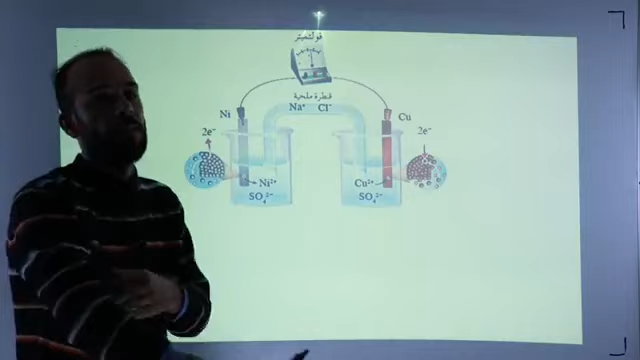 فولتميتر
قنطرة ملحية
Na⁺ Cl⁻
Ni
Cu
2e⁻
2e⁻
Ni²⁺
Cu²⁺
SO₄²⁻
SO₄²⁻